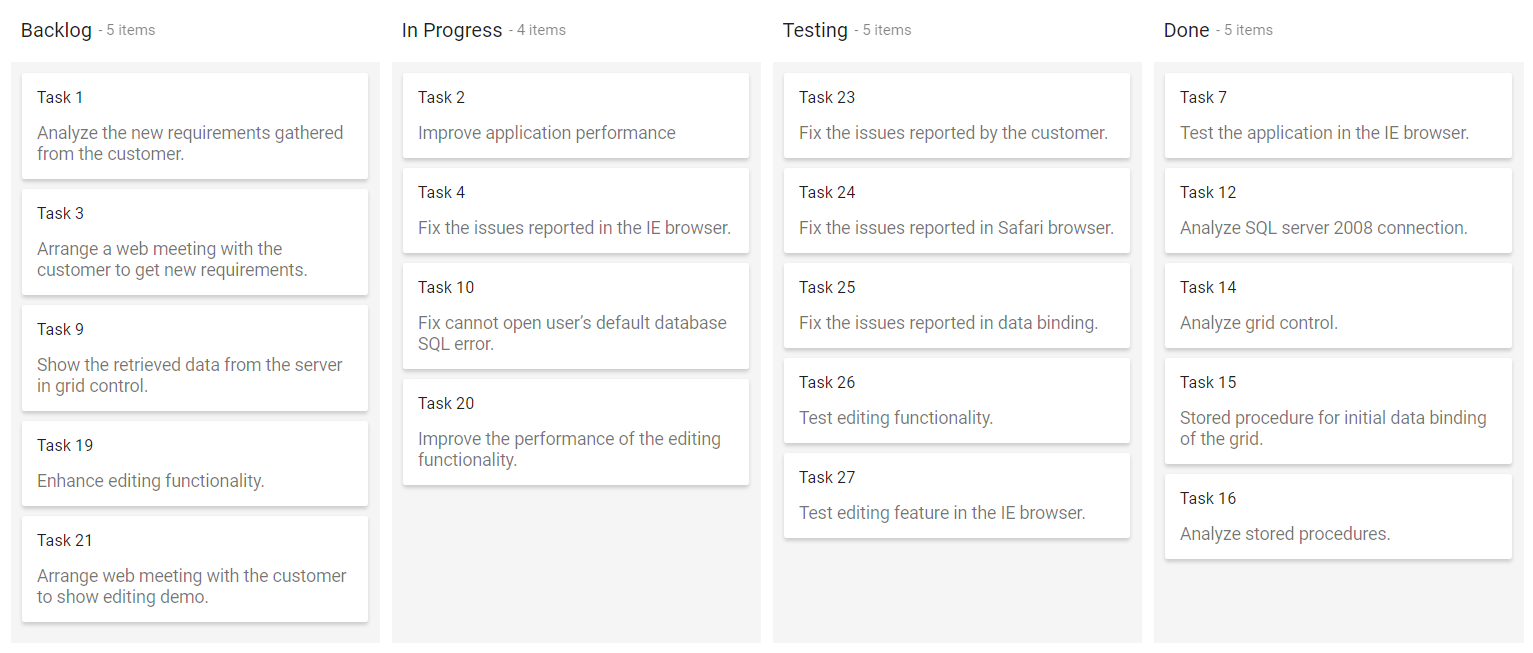 Backlog - 5 items
Task 1
Analyze the new requirements gathered
from the customer.
Task 3
Arrange a web meeting with the
customer to get new requirements.
Task 9
Show the retrieved data from the server
in grid control.
Task 19
Enhance editing functionality.
Task 21
Arrange web meeting with the customer
to show editing demo.
In Progress - 4 items
Task 2
Improve application performance
Task 4
Fix the issues reported in the IE browser.
Task 10
Fix cannot open user’s default database
SQL error.
Task 20
Improve the performance of the editing
functionality.
Testing - 5 items
Task 23
Fix the issues reported by the customer.
Task 24
Fix the issues reported in Safari browser.
Task 25
Fix the issues reported in data binding.
Task 26
Test editing functionality.
Task 27
Test editing feature in the IE browser.
Done - 5 items
Task 7
Test the application in the IE browser.
Task 12
Analyze SQL server 2008 connection.
Task 14
Analyze grid control.
Task 15
Stored procedure for initial data binding
of the grid.
Task 16
Analyze stored procedures.